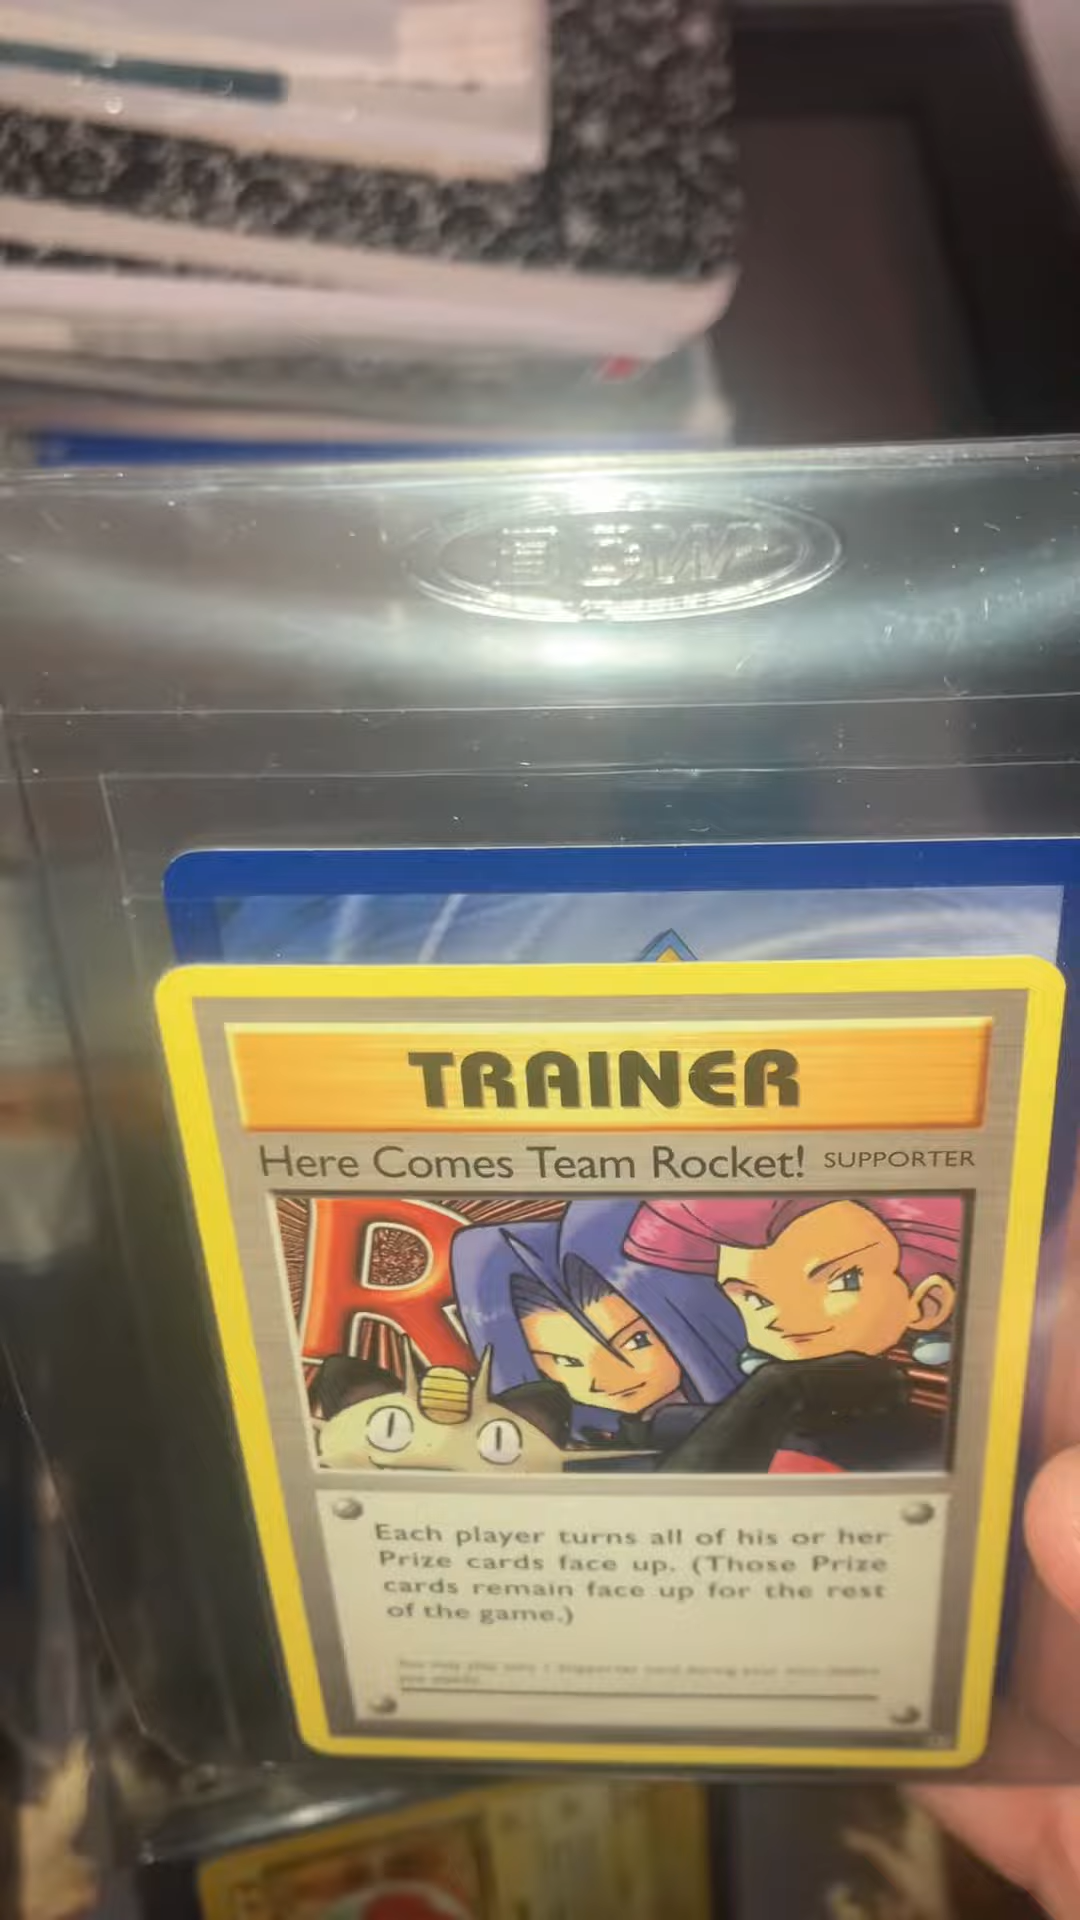 BCW
TRAINER
Here Comes Team Rocket! SUPPORTER
R
Each player turns all of his or her
Prize cards face up. (Those Prize
cards remain face up for the rest
of the game.)